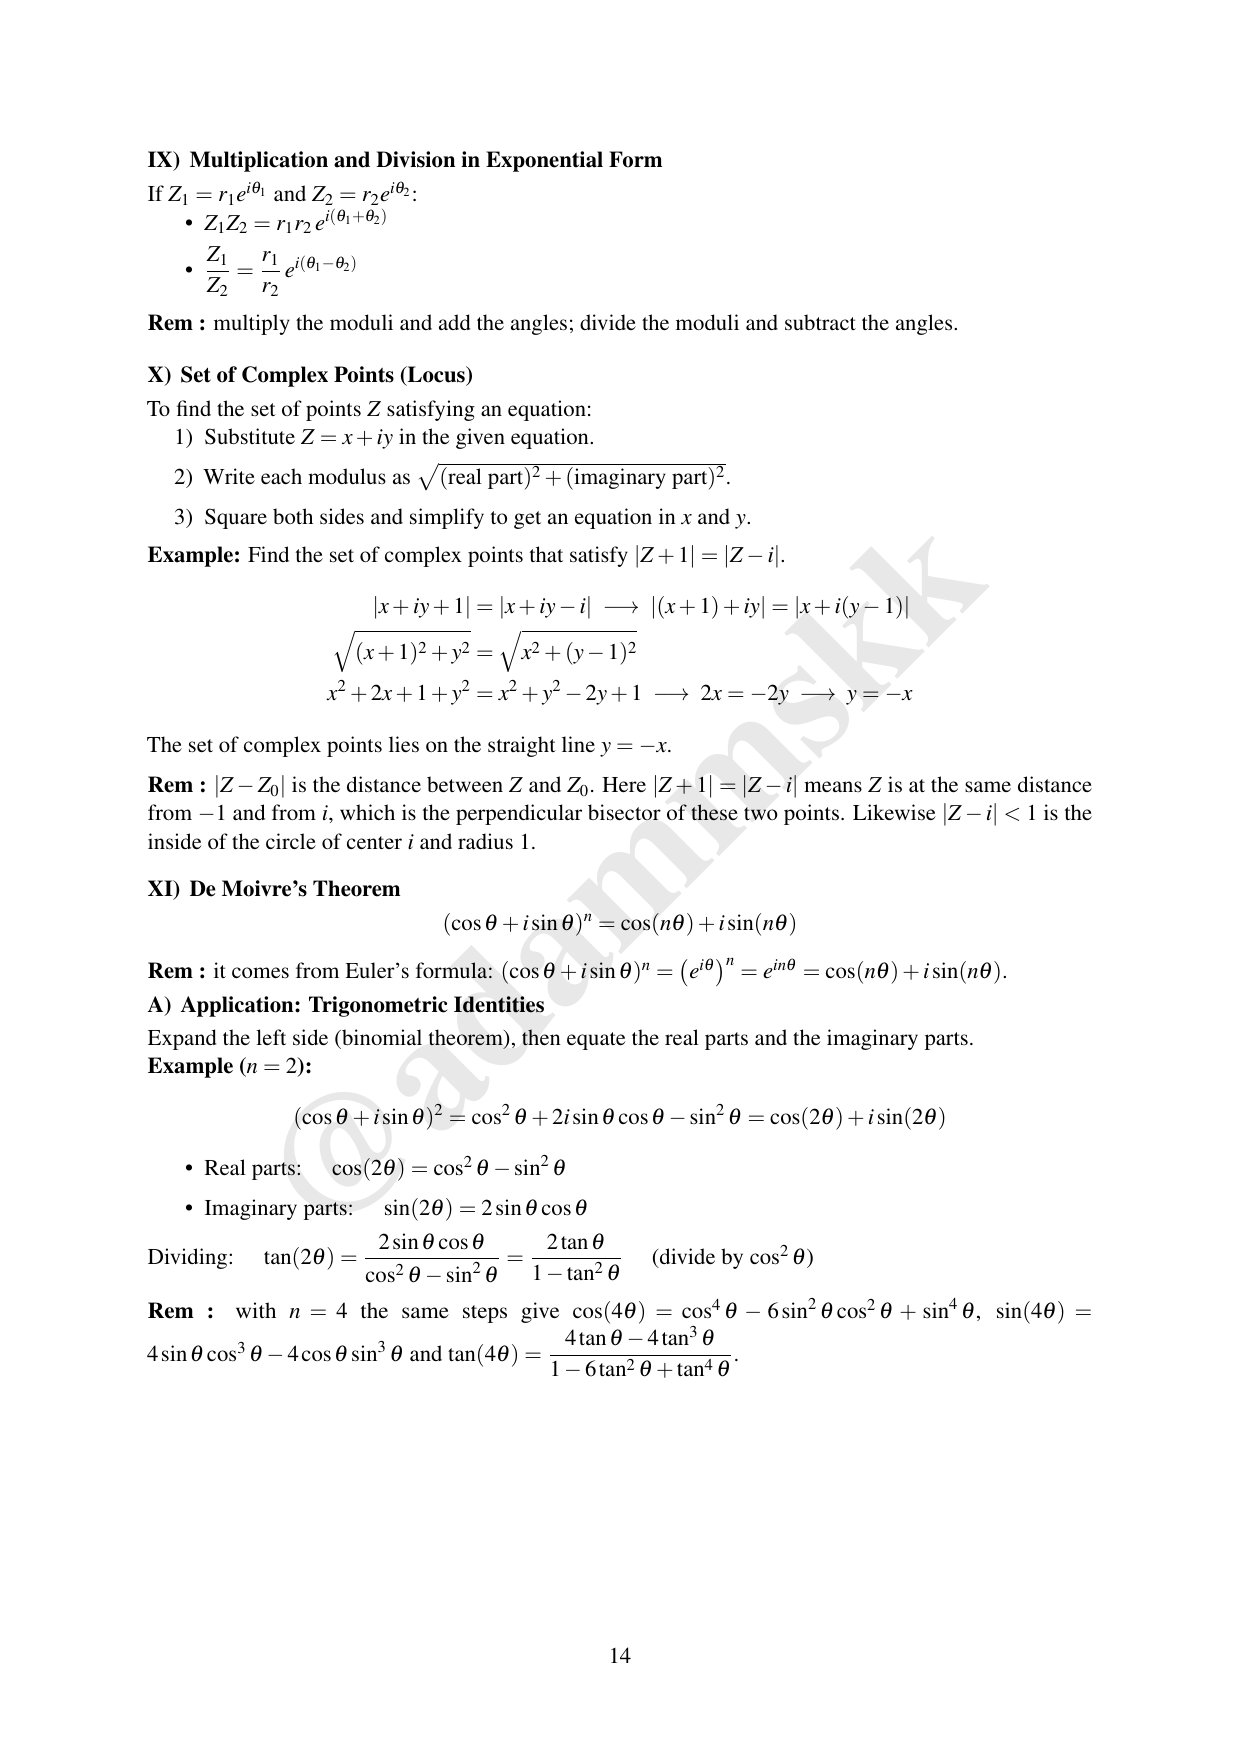 IX) Multiplication and Division in Exponential Form
If Z₁ = r₁e^{iθ₁} and Z₂ = r₂e^{iθ₂}:
• Z₁Z₂ = r₁r₂ e^{i(θ₁+θ₂)}
• Z₁/Z₂ = r₁/r₂ e^{i(θ₁−θ₂)}
Rem : multiply the moduli and add the angles; divide the moduli and subtract the angles.
X) Set of Complex Points (Locus)
To find the set of points Z satisfying an equation:
1) Substitute Z = x + iy in the given equation.
2) Write each modulus as √((real part)² + (imaginary part)²).
3) Square both sides and simplify to get an equation in x and y.
Example: Find the set of complex points that satisfy |Z + 1| = |Z − i|.
|x + iy + 1| = |x + iy − i| ⟶ |(x + 1) + iy| = |x + i(y − 1)|
√((x + 1)² + y²) = √(x² + (y − 1)²)
x² + 2x + 1 + y² = x² + y² − 2y + 1 ⟶ 2x = −2y ⟶ y = −x
The set of complex points lies on the straight line y = −x.
Rem : |Z − Z₀| is the distance between Z and Z₀. Here |Z + 1| = |Z − i| means Z is at the same distance
from −1 and from i, which is the perpendicular bisector of these two points. Likewise |Z − i| < 1 is the
inside of the circle of center i and radius 1.
XI) De Moivre's Theorem
(cos θ + i sin θ)ⁿ = cos(nθ) + i sin(nθ)
Rem : it comes from Euler's formula: (cos θ + i sin θ)ⁿ = (e^{iθ})ⁿ = e^{inθ} = cos(nθ) + i sin(nθ).
A) Application: Trigonometric Identities
Expand the left side (binomial theorem), then equate the real parts and the imaginary parts.
Example (n = 2):
(cos θ + i sin θ)² = cos² θ + 2i sin θ cos θ − sin² θ = cos(2θ) + i sin(2θ)
• Real parts: cos(2θ) = cos² θ − sin² θ
• Imaginary parts: sin(2θ) = 2 sin θ cos θ
Dividing: tan(2θ) = (2 sin θ cos θ)/(cos² θ − sin² θ) = (2 tan θ)/(1 − tan² θ) (divide by cos² θ)
Rem : with n = 4 the same steps give cos(4θ) = cos⁴ θ − 6 sin² θ cos² θ + sin⁴ θ, sin(4θ) =
4 sin θ cos³ θ − 4 cos θ sin³ θ and tan(4θ) = (4 tan θ − 4 tan³ θ)/(1 − 6 tan² θ + tan⁴ θ).
@adammskk
14